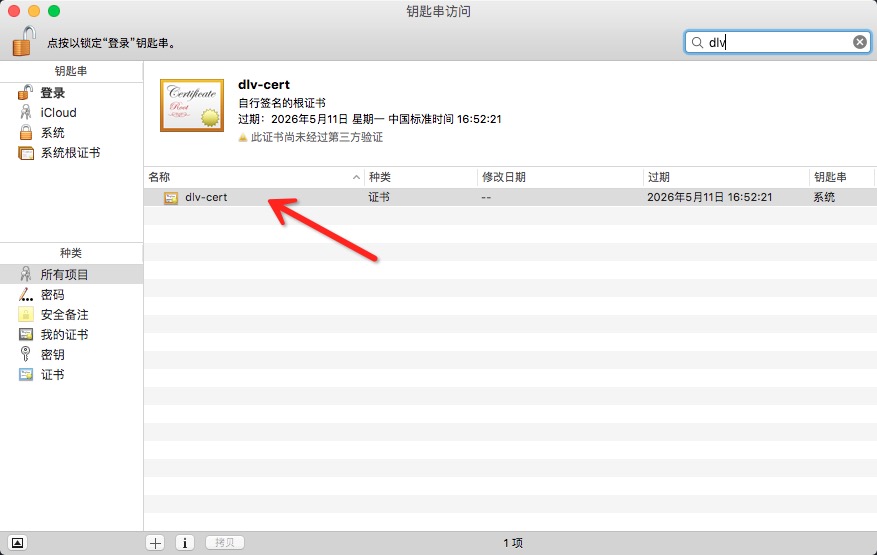 钥匙串访问
点按以锁定“登录”钥匙串。
dlv
钥匙串
登录
iCloud
系统
系统根证书
Certificate
Root
dlv-cert
自行签名的根证书
过期：2026年5月11日 星期一 中国标准时间 16:52:21
此证书尚未经过第三方验证
名称 种类 修改日期 过期 钥匙串
dlv-cert 证书 -- 2026年5月11日 16:52:21 系统
种类
所有项目
密码
安全备注
我的证书
密钥
证书
拷贝
1 项